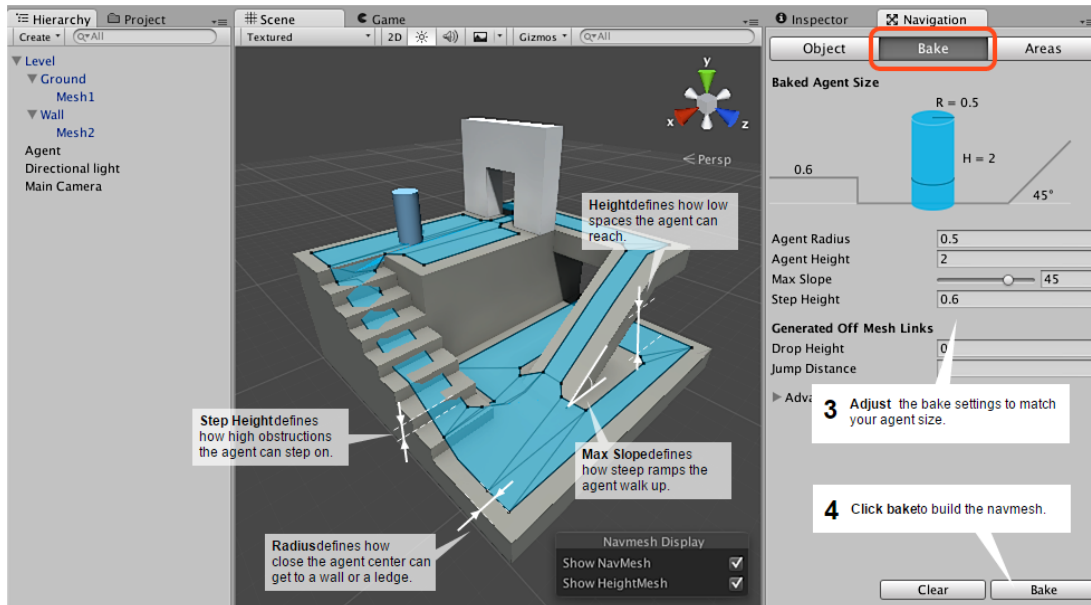 Hierarchy
Project
Create
All
Level
Ground
Mesh1
Wall
Mesh2
Agent
Directional light
Main Camera
Scene
Game
Textured
2D
Gizmos
All
y
x
z
Persp
Heightdefines how low
spaces the agent can
reach.
Step Heightdefines
how high obstructions
the agent can step on.
Max Slopedefines
how steep ramps the
agent walk up.
Radiusdefines how
close the agent center can
get to a wall or a ledge.
Navmesh Display
Show NavMesh
Show HeightMesh
Inspector
Navigation
Object
Bake
Areas
Baked Agent Size
R = 0.5
H = 2
0.6
45°
Agent Radius
0.5
Agent Height
2
Max Slope
45
Step Height
0.6
Generated Off Mesh Links
Drop Height
Jump Distance
3 Adjust the bake settings to match
your agent size.
4 Click baketo build the navmesh.
Clear
Bake